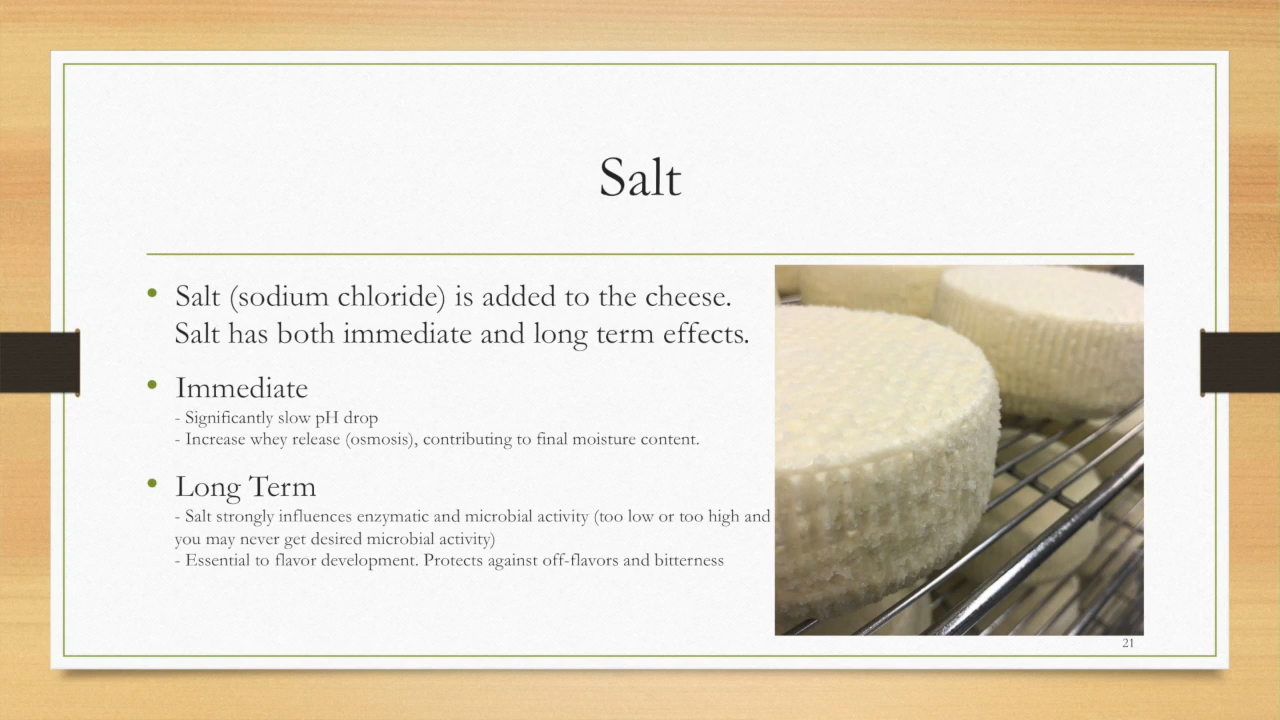 Salt
• Salt (sodium chloride) is added to the cheese.
Salt has both immediate and long term effects.
• Immediate
- Significantly slow pH drop
- Increase whey release (osmosis), contributing to final moisture content.
• Long Term
- Salt strongly influences enzymatic and microbial activity (too low or too high and
you may never get desired microbial activity)
- Essential to flavor development. Protects against off-flavors and bitterness
21